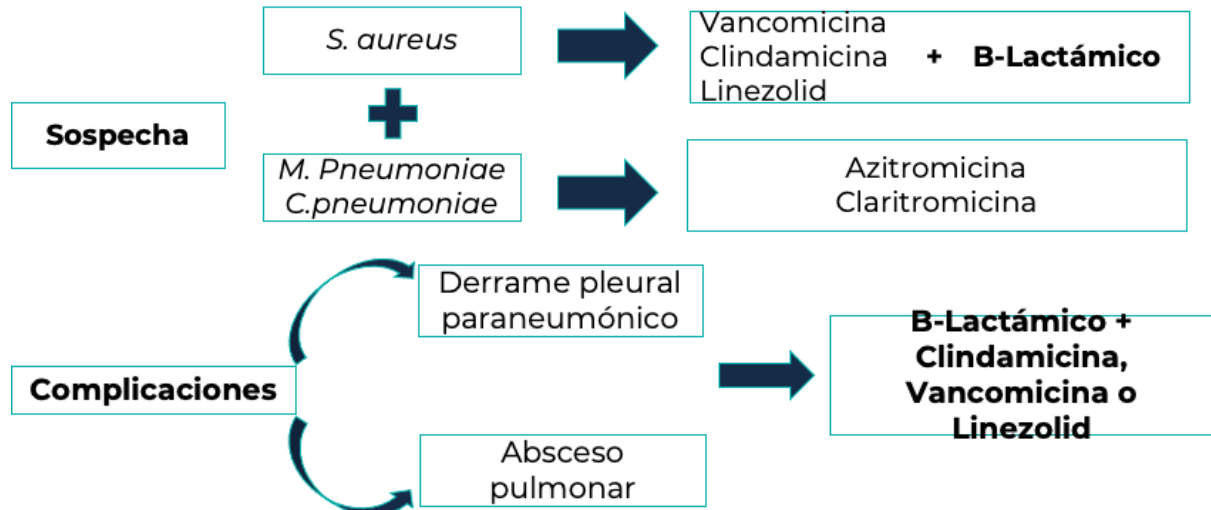 S. aureus
Vancomicina
Clindamicina + B-Lactámico
Linezolid
Sospecha
M. Pneumoniae
C.pneumoniae
Azitromicina
Claritromicina
Derrame pleural
paraneumónico
B-Lactámico +
Clindamicina,
Vancomicina o
Linezolid
Complicaciones
Absceso
pulmonar